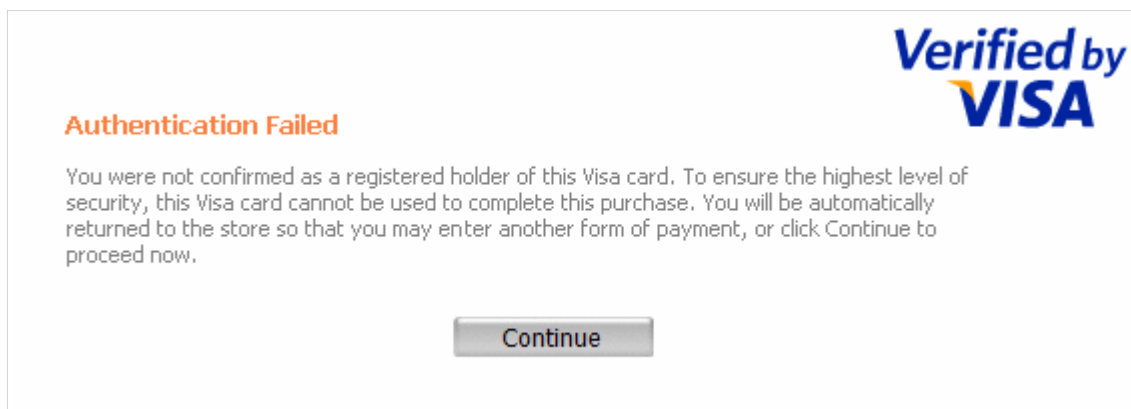 Verified by
VISA
Authentication Failed
You were not confirmed as a registered holder of this Visa card. To ensure the highest level of
security, this Visa card cannot be used to complete this purchase. You will be automatically
returned to the store so that you may enter another form of payment, or click Continue to
proceed now.
Continue